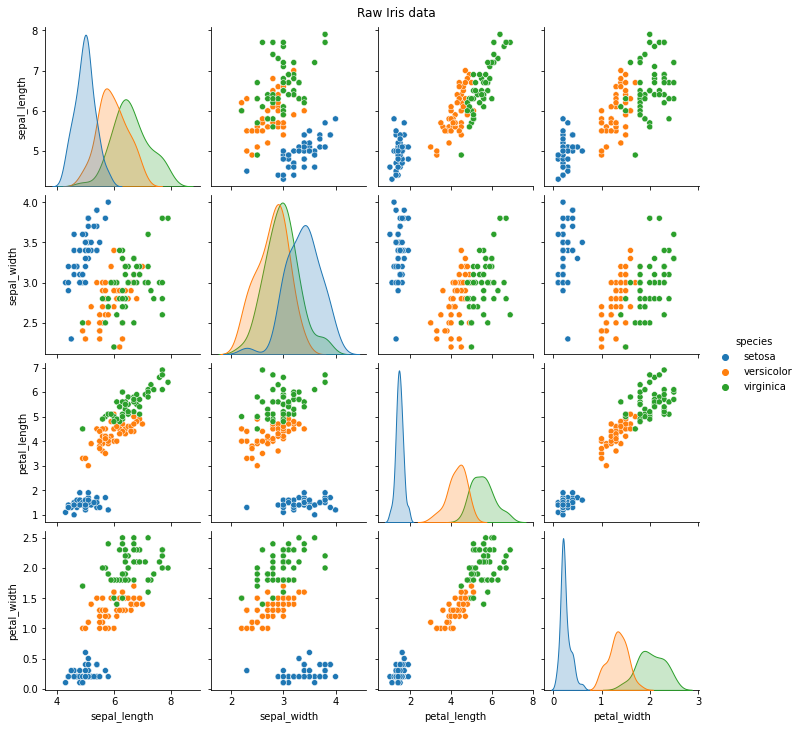 Raw Iris data
8
7
6
5
sepal_length
4.0
3.5
3.0
2.5
sepal_width
species
setosa
versicolor
virginica
7
6
5
4
3
2
1
petal_length
2.5
2.0
1.5
1.0
0.5
0.0
petal_width
4 6 8 2 3 4 2 4 6 8 0 1 2 3
sepal_length sepal_width petal_length petal_width